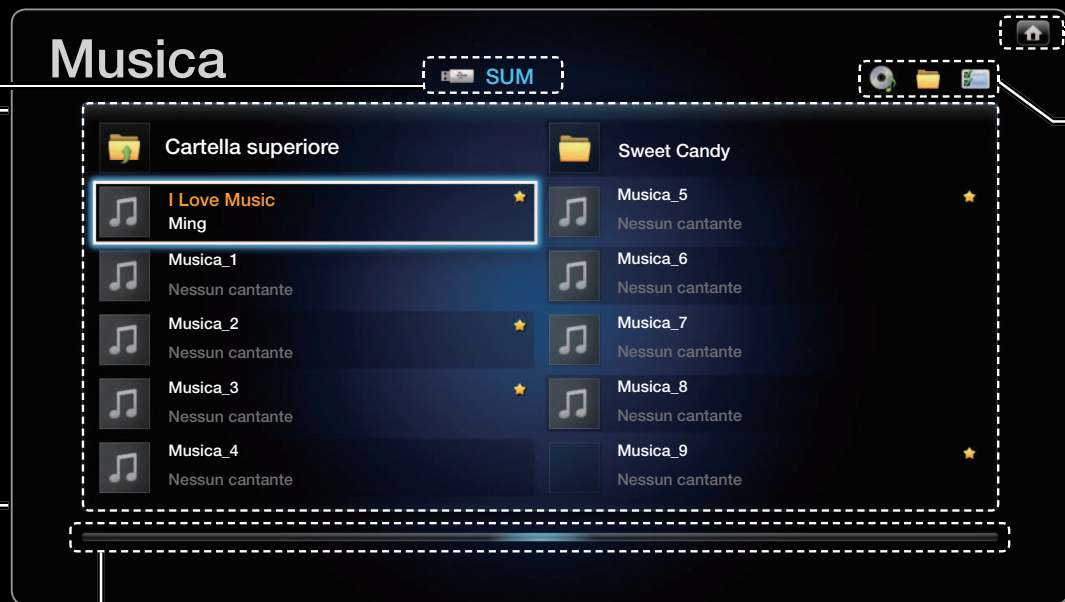 Musica
SUM
Cartella superiore
I Love Music
Ming
Musica_1
Nessun cantante
Musica_2
Nessun cantante
Musica_3
Nessun cantante
Musica_4
Nessun cantante
Sweet Candy
Musica_5
Nessun cantante
Musica_6
Nessun cantante
Musica_7
Nessun cantante
Musica_8
Nessun cantante
Musica_9
Nessun cantante